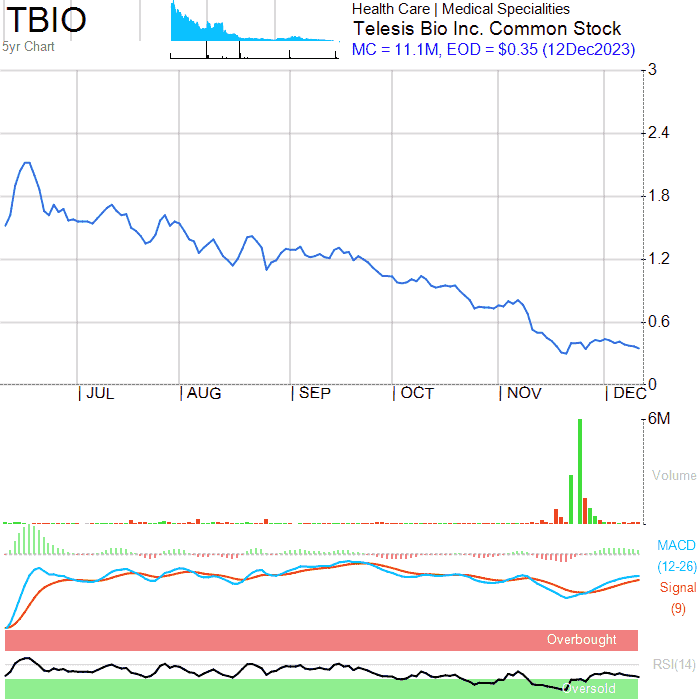 TBIO
5yr Chart
Health Care | Medical Specialities
Telesis Bio Inc. Common Stock
MC = 11.1M, EOD = $0.35 (12Dec2023)
3
2.4
1.8
1.2
0.6
0
| JUL | AUG | SEP | OCT | NOV | DEC
6M
Volume
MACD
(12-26)
Signal
(9)
Overbought
RSI(14)
Oversold